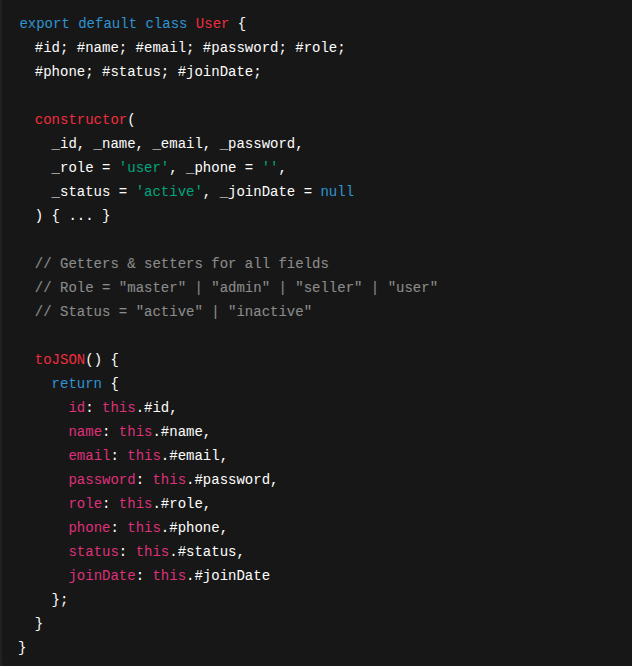 export default class User {
#id; #name; #email; #password; #role;
#phone; #status; #joinDate;
constructor(
_id, _name, _email, _password,
_role = 'user', _phone = '',
_status = 'active', _joinDate = null
) { ... }
// Getters & setters for all fields
// Role = "master" | "admin" | "seller" | "user"
// Status = "active" | "inactive"
toJSON() {
return {
id: this.#id,
name: this.#name,
email: this.#email,
password: this.#password,
role: this.#role,
phone: this.#phone,
status: this.#status,
joinDate: this.#joinDate
};
}
}